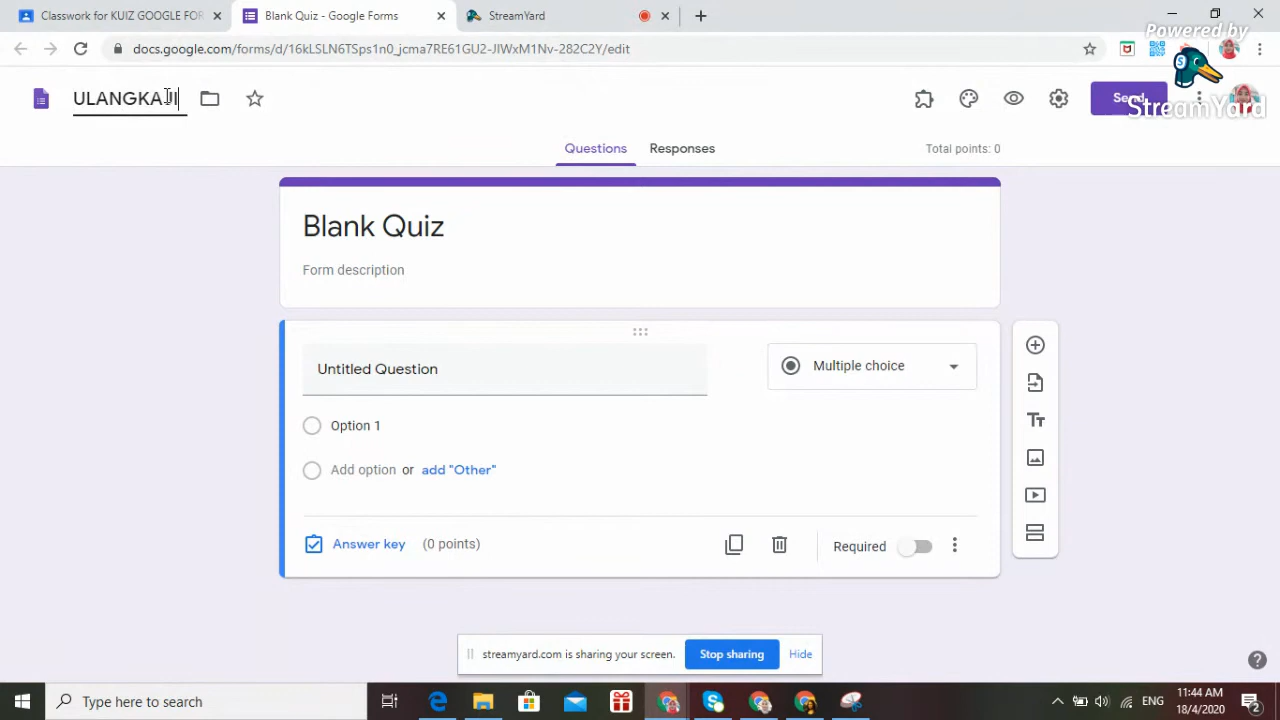 Classwork for KUIZ GOOGLE FOR
Blank Quiz - Google Forms
StreamYard
docs.google.com/forms/d/16kLSLN6TSps1n0_jcma7RE61GU2-JIWxM1Nv-282C2Y/edit
Powered by
StreamYard
ULANGKAJI
Send
Questions
Responses
Total points: 0
Blank Quiz
Form description
Untitled Question
Multiple choice
Option 1
Add option or add "Other"
Answer key (0 points)
Required
streamyard.com is sharing your screen.
Stop sharing
Hide
Type here to search
ENG
11:44 AM
18/4/2020
2